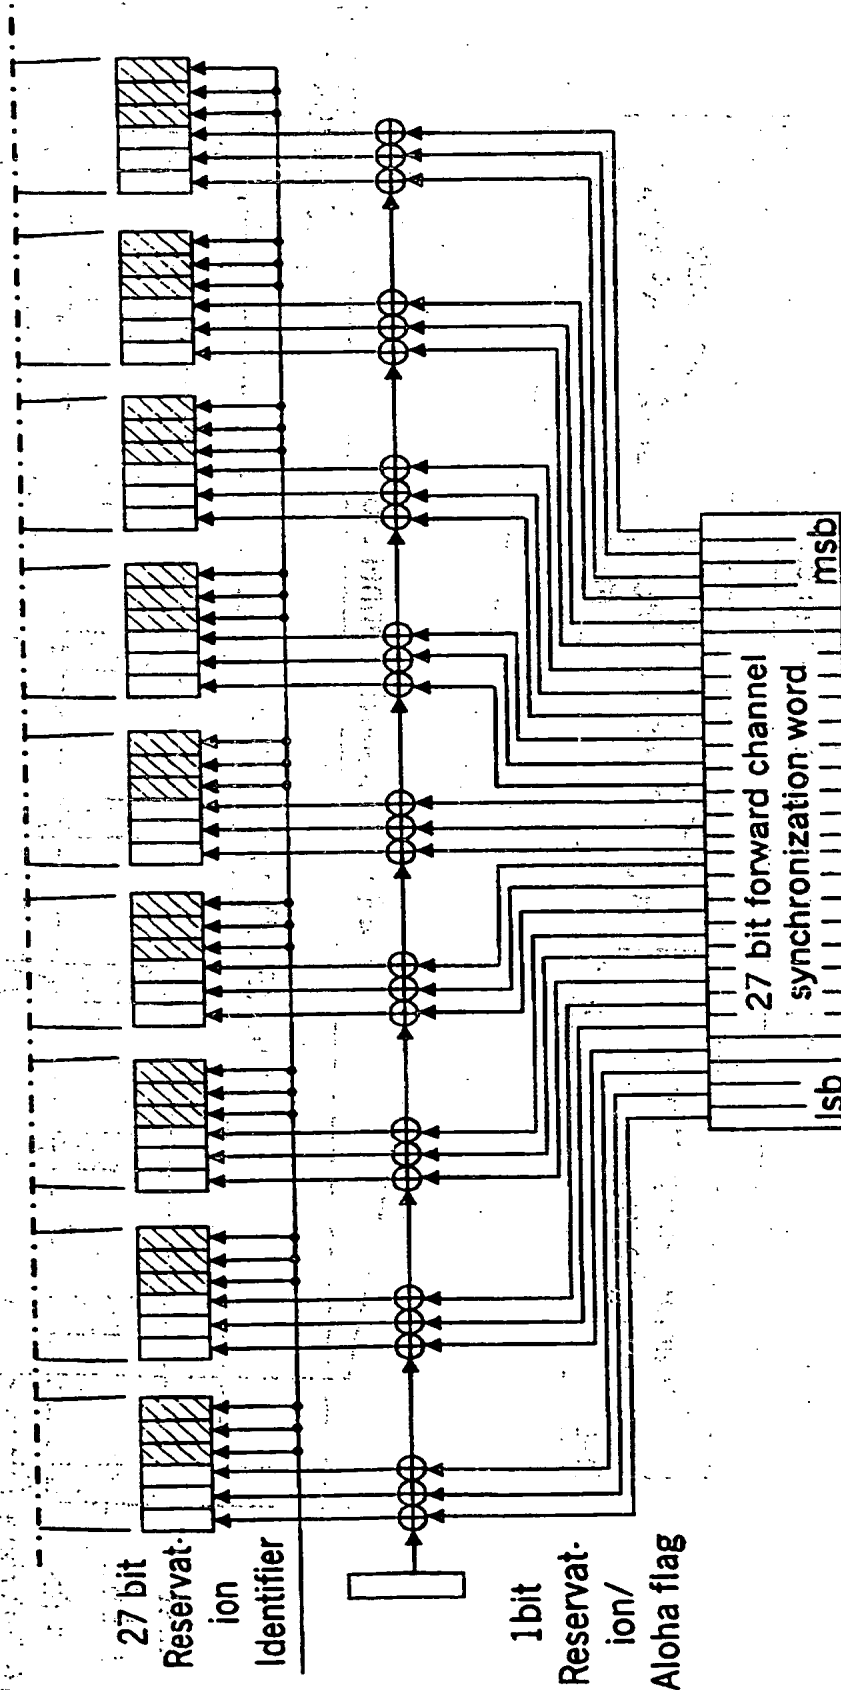 27 bit
Reservat-
ion
Identifier
1bit
Reservat-
ion/
Aloha flag
lsb
27 bit forward channel
synchronization word
msb